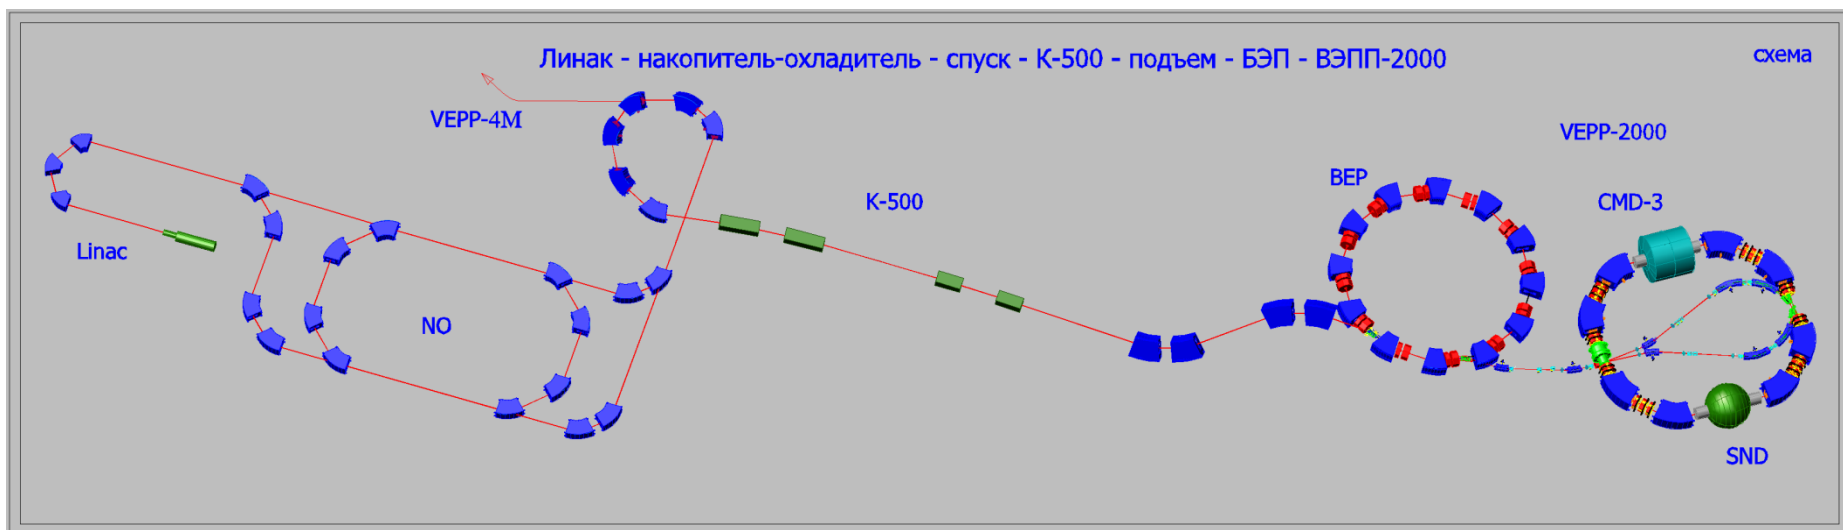 Линак - накопитель-охладитель - спуск - К-500 - подъем - БЭП - ВЭПП-2000
схема
VEPP-4M
VEPP-2000
Linac
NO
K-500
BEP
CMD-3
SND